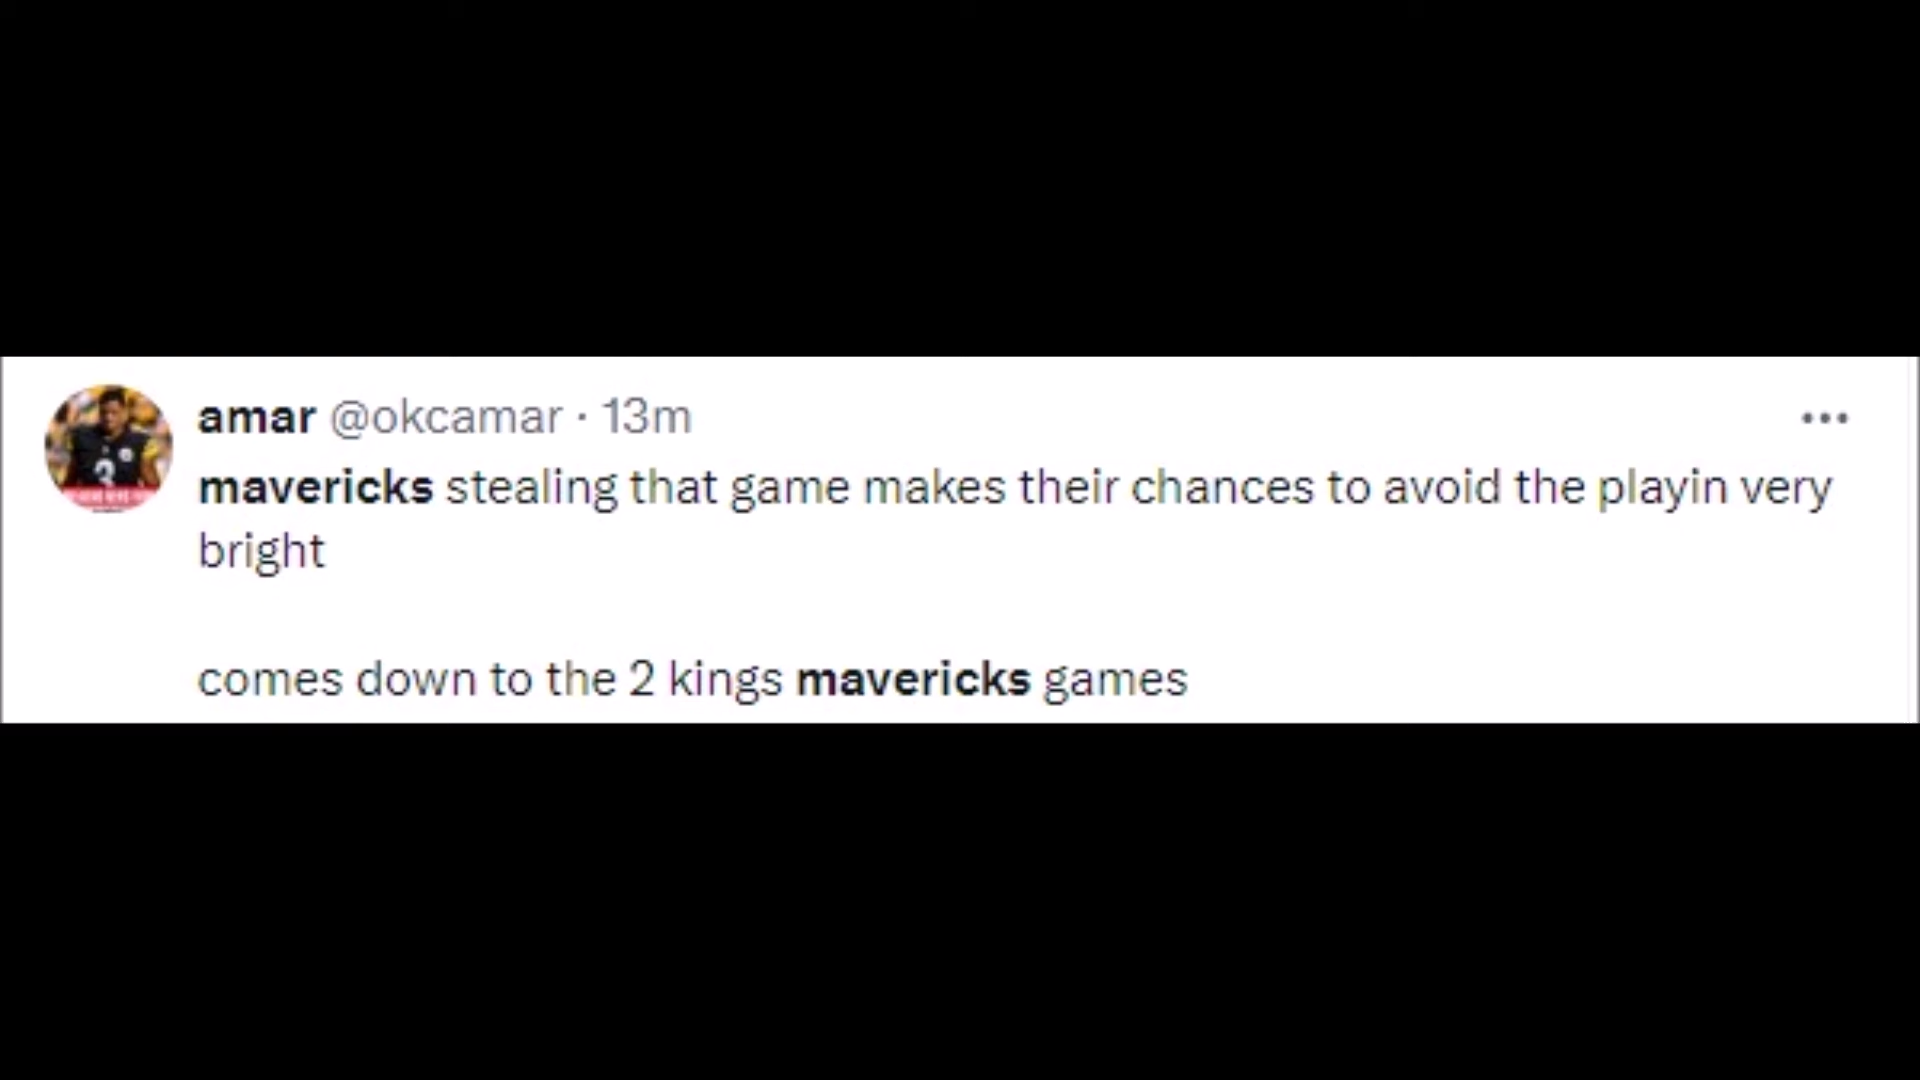 amar @okcamar · 13m
mavericks stealing that game makes their chances to avoid the playin very
bright
comes down to the 2 kings mavericks games